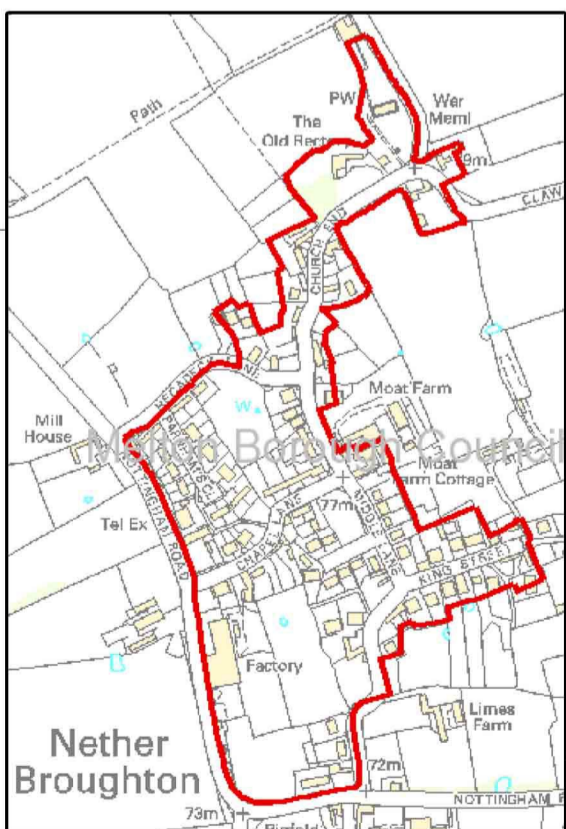 Path
PW
War
Meml
The
Old Rect
9m
CLAW
CHURCH END
LANE
Mill
House
Moat Farm
W
Melton Borough Council
Moat
Farm Cottage
Tel Ex
77m
NOTTINGHAM ROAD
CHAPEL LANE
MIDDLE LANE
KING STREET
Factory
Limes
Farm
Nether
Broughton
72m
NOTTINGHAM R
73m